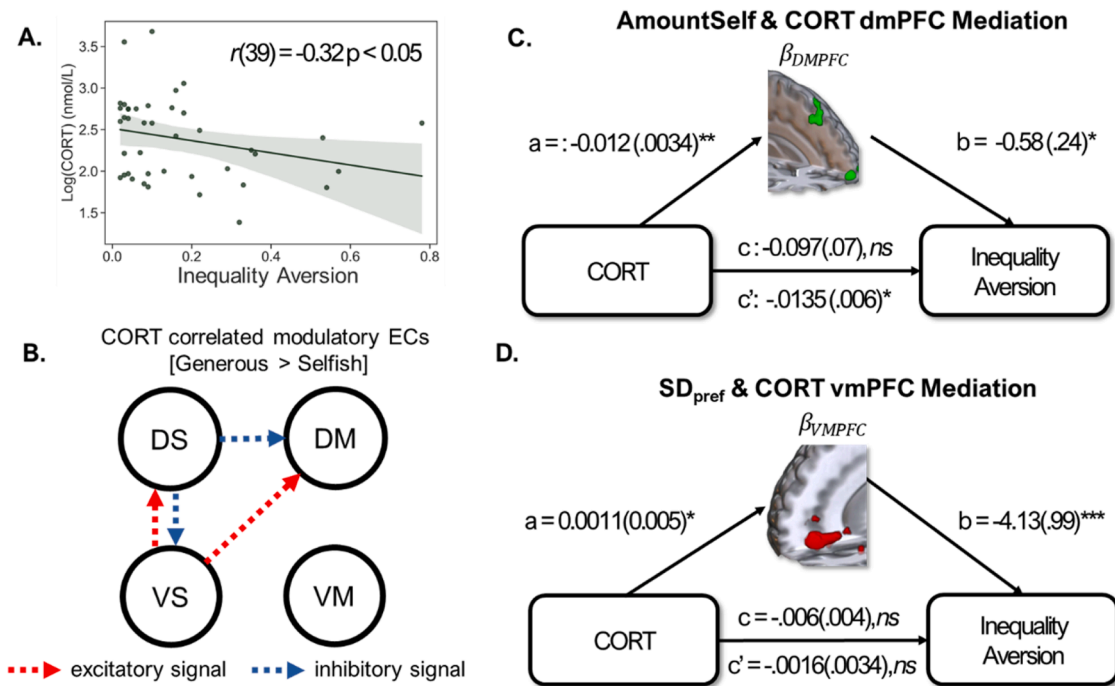 A.
r(39) = -0.32 p < 0.05
Log(CORT) (nmol/L)
3.5
3.0
2.5
2.0
1.5
0.0 0.2 0.4 0.6 0.8
Inequality Aversion
B.
CORT correlated modulatory ECs
[Generous > Selfish]
DS
DM
VS
VM
excitatory signal
inhibitory signal
C.
AmountSelf & CORT dmPFC Mediation
βDMPFC
a = : -0.012 (.0034)**
b = -0.58 (.24)*
CORT
c : -0.097(.07), ns
c': -.0135(.006)*
Inequality
Aversion
D.
SDpref & CORT vmPFC Mediation
βVMPFC
a = 0.0011(0.005)*
b = -4.13(.99)***
CORT
c = -.006(.004), ns
c' = -.0016(.0034), ns
Inequality
Aversion